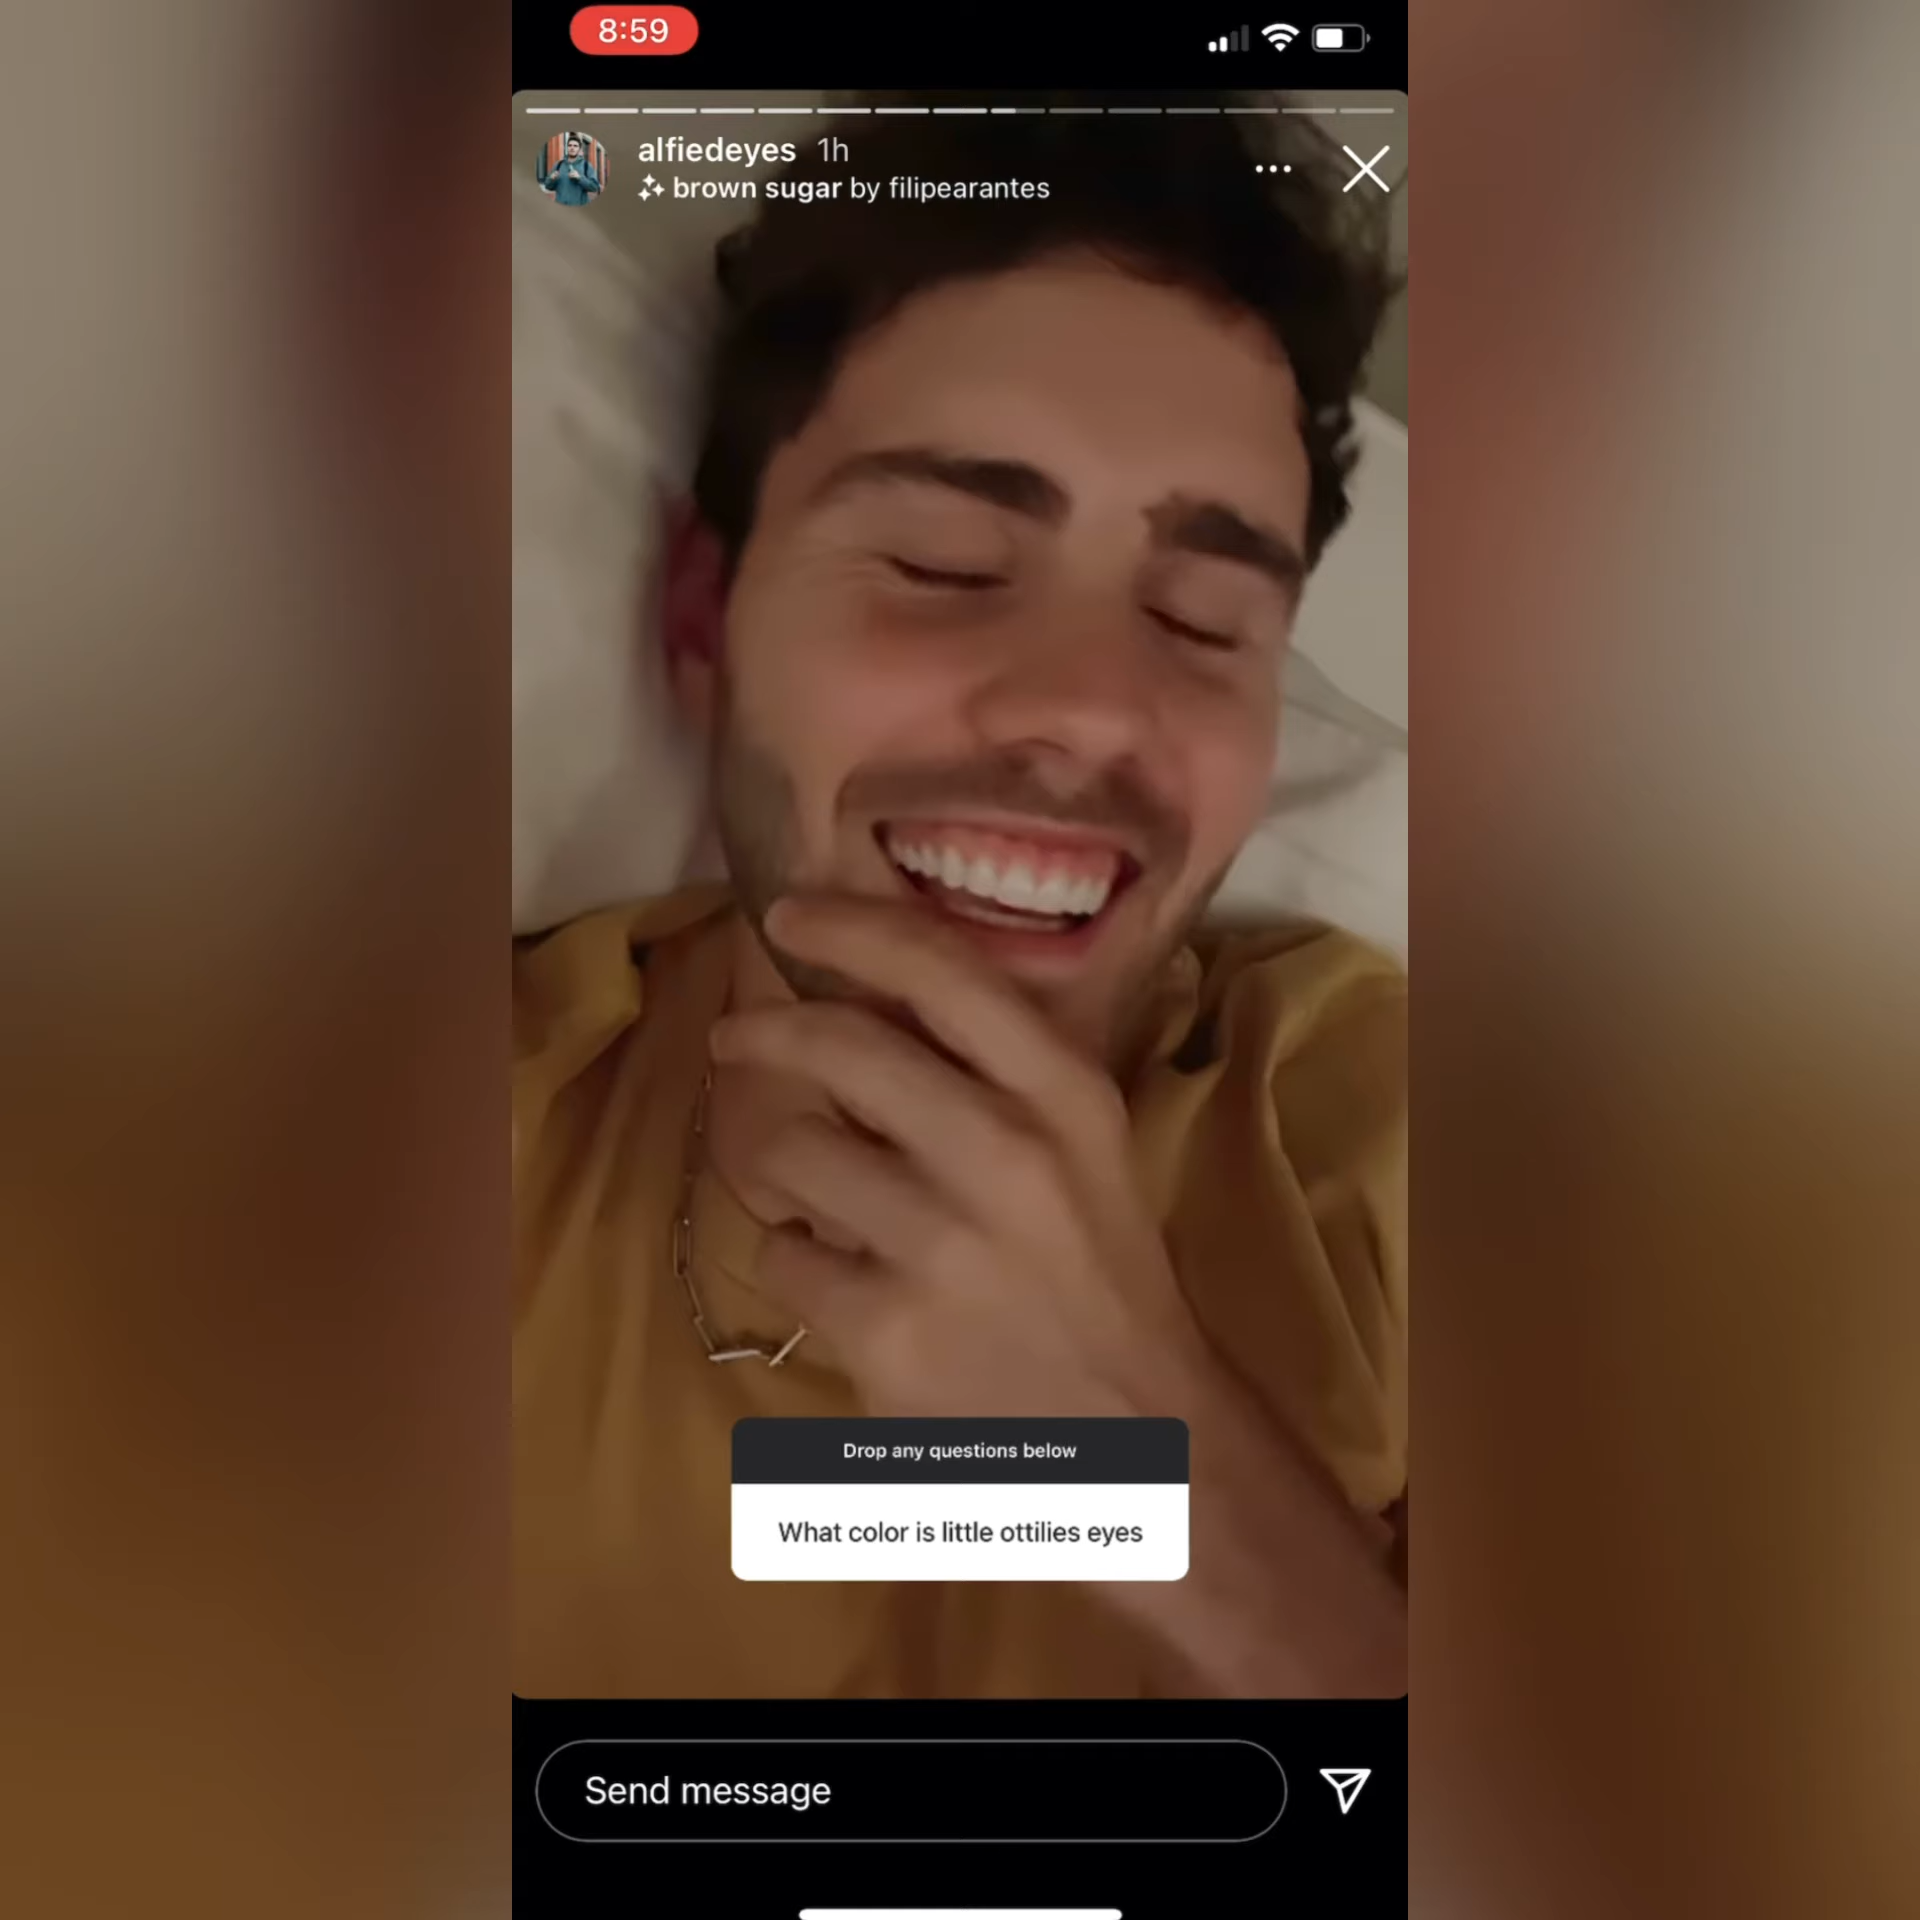 8:59
alfiedeyes 1h
brown sugar by filipearantes
Drop any questions below
What color is little ottilies eyes
Send message